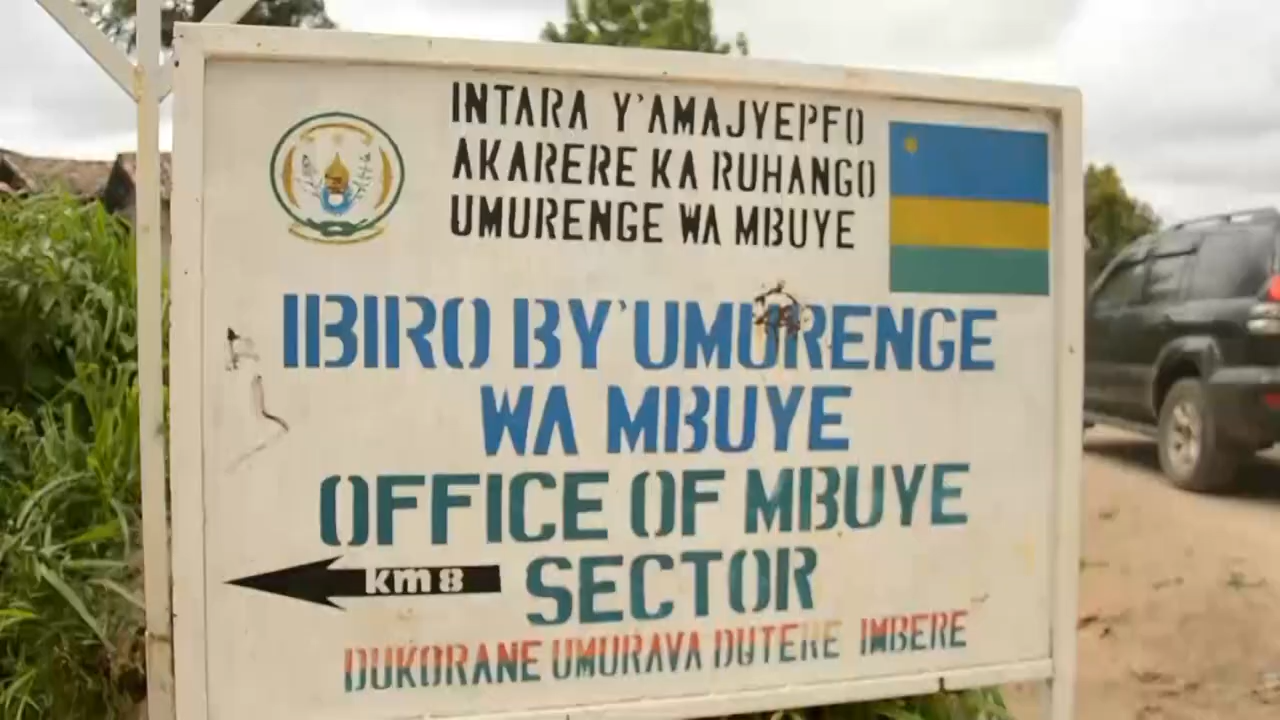 INTARA Y'AMAJYEPFO
AKARERE KA RUHANGO
UMURENGE WA MBUYE
IBIRO BY'UMURENGE
WA MBUYE
OFFICE OF MBUYE
SECTOR
km 8
DUKORANE UMURAVA DUTERE IMBERE